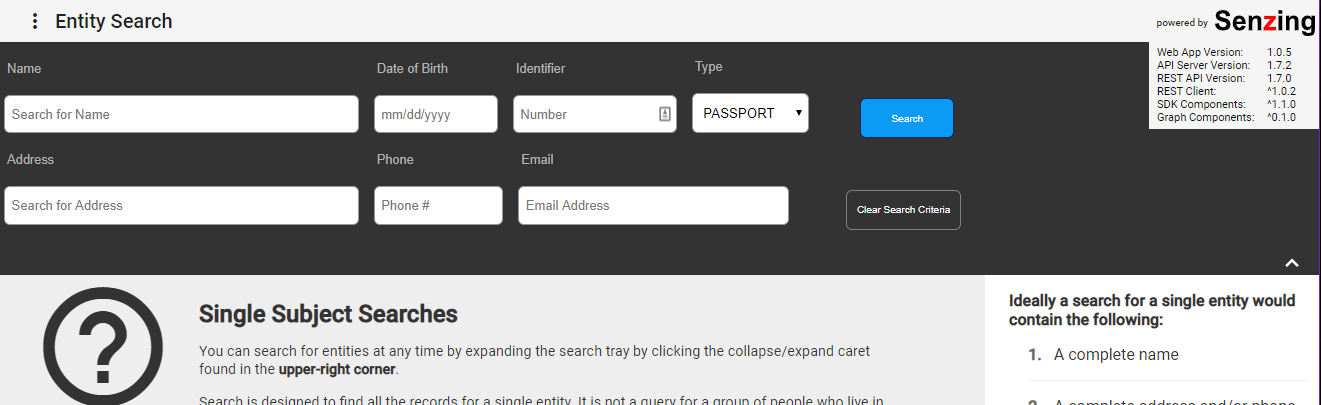 Entity Search
powered by Senzing
Web App Version: 1.0.5
API Server Version: 1.7.2
REST API Version: 1.7.0
REST Client: ^1.0.2
SDK Components: ^1.1.0
Graph Components: ^0.1.0
Name Date of Birth Identifier Type
Search for Name mm/dd/yyyy Number PASSPORT Search
Address Phone Email
Search for Address Phone # Email Address Clear Search Criteria
?
Single Subject Searches
You can search for entities at any time by expanding the search tray by clicking the collapse/expand caret
found in the upper-right corner.
Search is designed to find all the records for a single entity. It is not a query for a group of people who live in
Ideally a search for a single entity would
contain the following:
1. A complete name
2. A complete address and/or phone